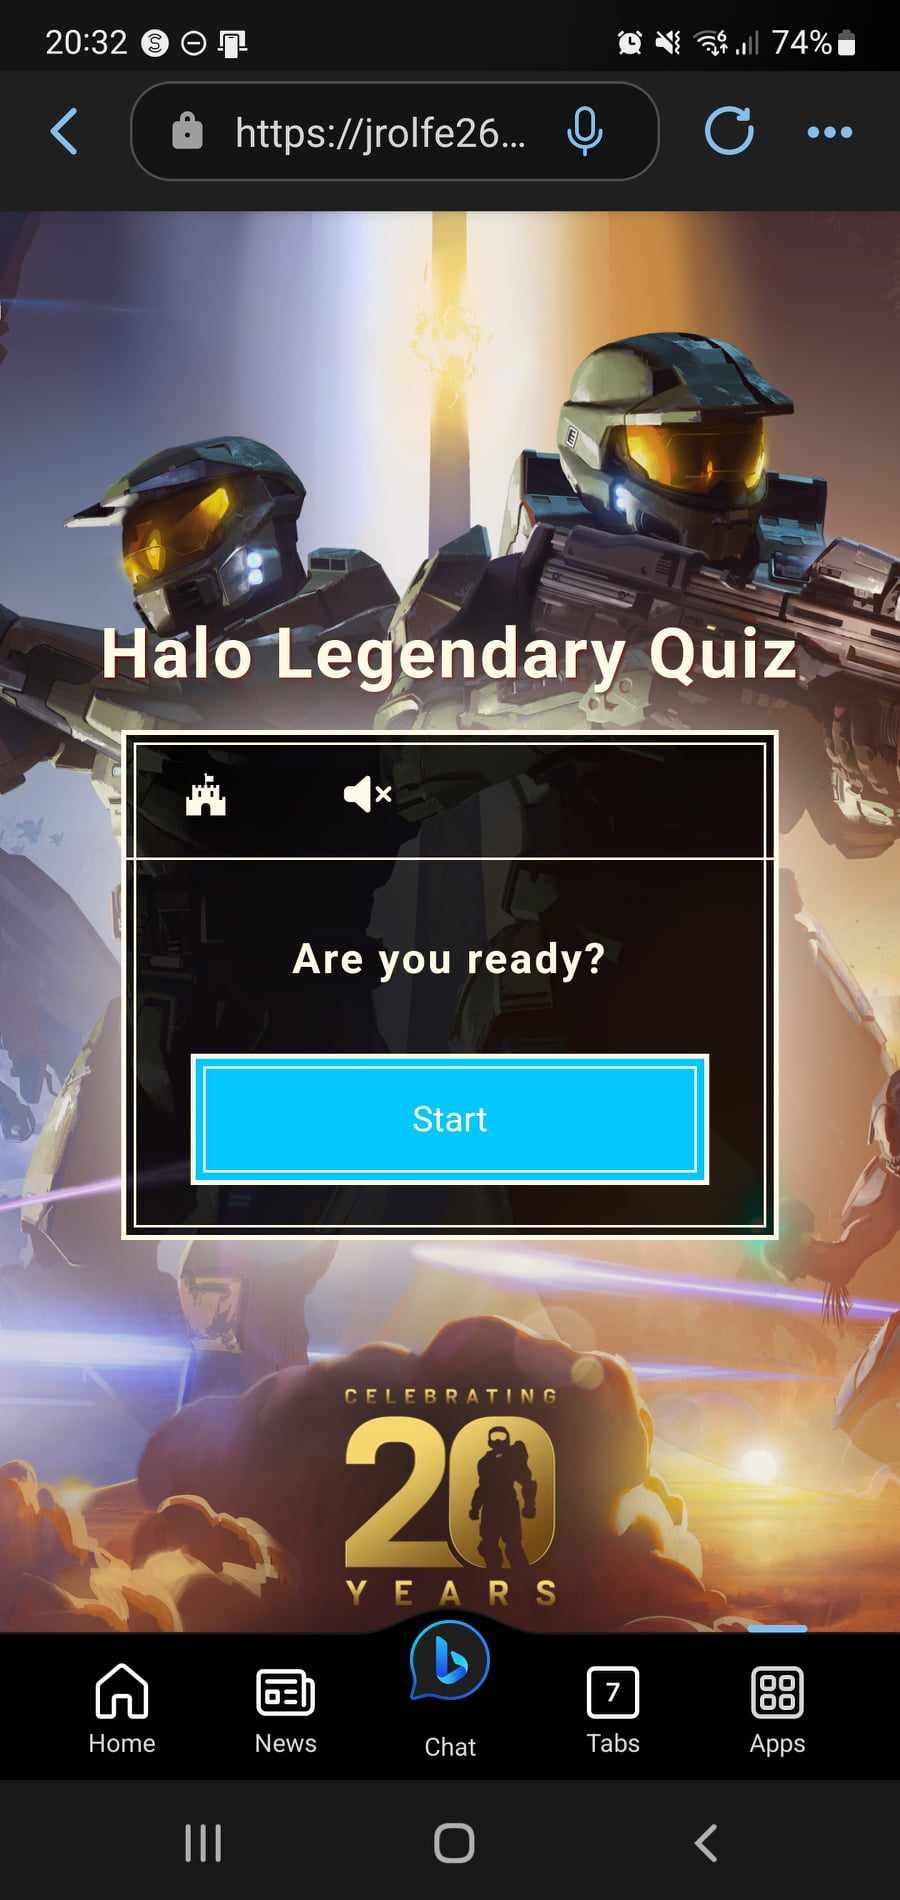 20:32
74%
https://jrolfe26...
Halo Legendary Quiz
Are you ready?
Start
CELEBRATING
20
YEARS
7
Home
News
Chat
Tabs
Apps